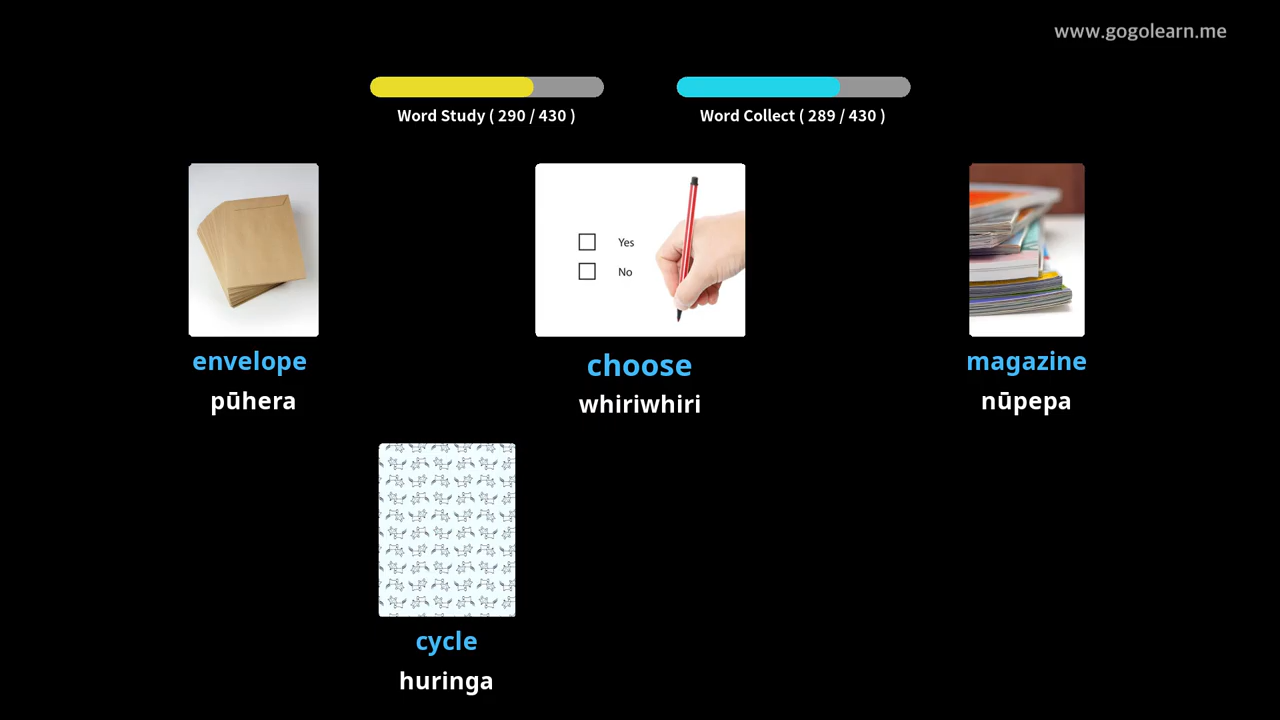 www.gogolearn.me
Word Study ( 290 / 430 )
Word Collect ( 289 / 430 )
Yes
No
envelope
pūhera
choose
whiriwhiri
magazine
nūpepa
cycle
huringa